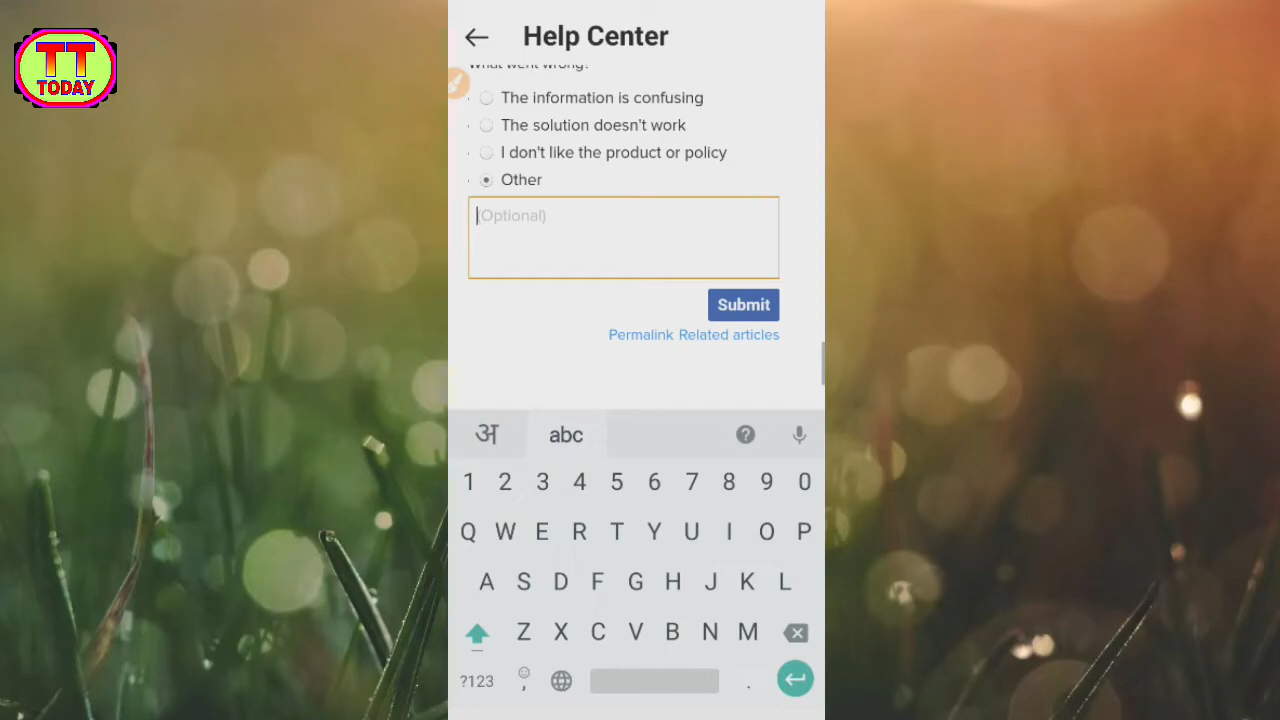 TT
TODAY
Help Center
What went wrong?
The information is confusing
The solution doesn't work
I don't like the product or policy
Other
(Optional)
Submit
Permalink Related articles
अ abc ?
1 2 3 4 5 6 7 8 9 0
Q W E R T Y U I O P
A S D F G H J K L
Z X C V B N M
?123 , .